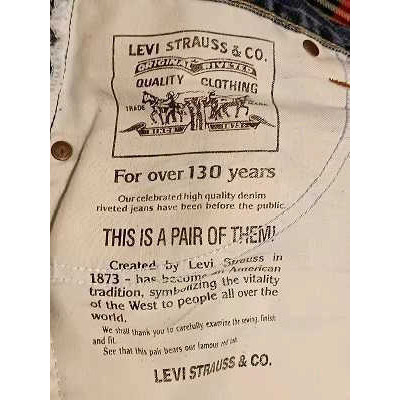 LEVI STRAUSS & CO.
ORIGINAL RIVETED
QUALITY CLOTHING
TRADE MARK
For over 130 years
Our celebrated high quality denim
riveted jeans have been before the public
THIS IS A PAIR OF THEM!
Created by Levi Strauss in
1873 - has become an American
tradition, symbolizing the vitality
of the West to people all over the
world.
We shall thank you to carefully examine the sewing, finish
and fit.
See that this pair bears our famous red tab.
LEVI STRAUSS & CO.